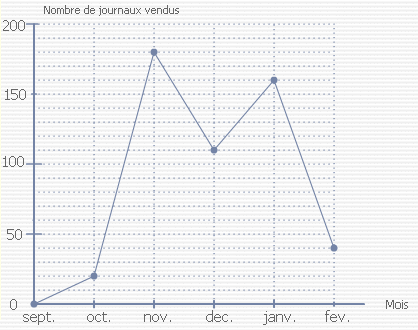 Nombre de journaux vendus
200
150
100
50
0
sept. oct. nov. dec. janv. fev. Mois